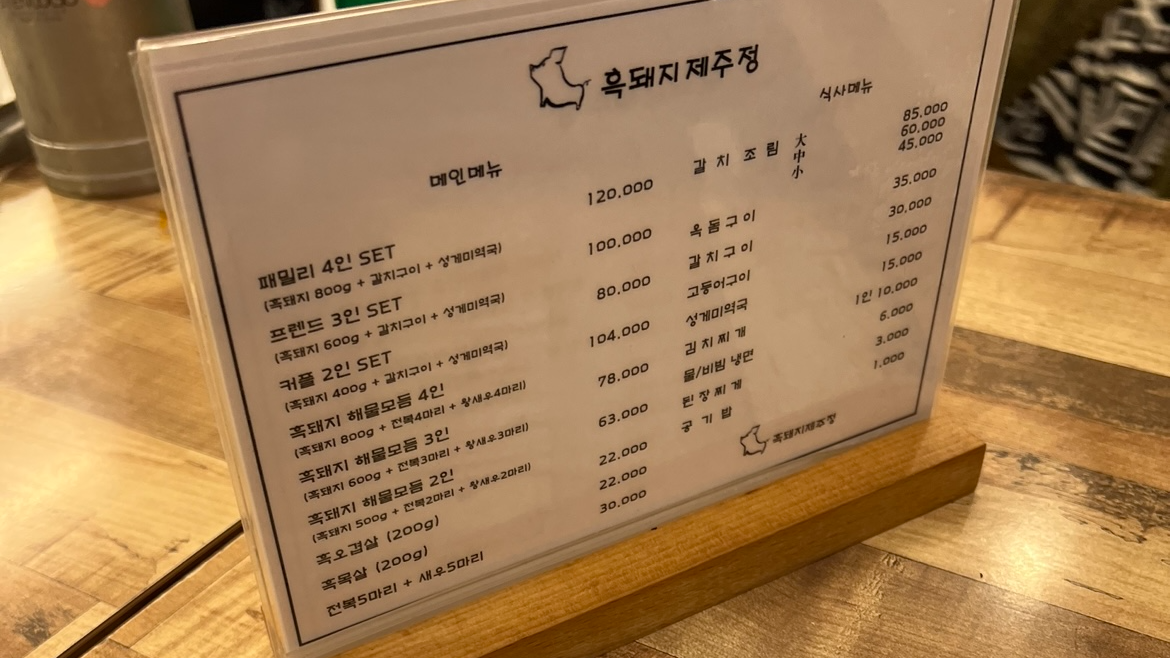 흑돼지제주정
메인메뉴
패밀리 4인 SET 120.000
(흑돼지 800g + 갈치구이 + 성게미역국)
프렌드 3인 SET 100.000
(흑돼지 600g + 갈치구이 + 성게미역국)
커플 2인 SET 80.000
(흑돼지 400g + 갈치구이 + 성게미역국)
흑돼지 해물모듬 4인 104.000
(흑돼지 800g + 전복4마리 + 왕새우4마리)
흑돼지 해물모듬 3인 78.000
(흑돼지 600g + 전복3마리 + 왕새우3마리)
흑돼지 해물모듬 2인 63.000
(흑돼지 500g + 전복2마리 + 왕새우2마리)
흑오겹살 (200g) 22.000
흑목살 (200g) 22.000
전복5마리 + 새우5마리 30.000
식사메뉴
갈치조림 大 85.000
中 60.000
小 45.000
옥돔구이 35.000
갈치구이 30.000
고등어구이 15.000
성게미역국 15.000
김치찌개 1인 10.000
물/비빔 냉면 6.000
된장찌게 3.000
공기밥 1.000
흑돼지제주정